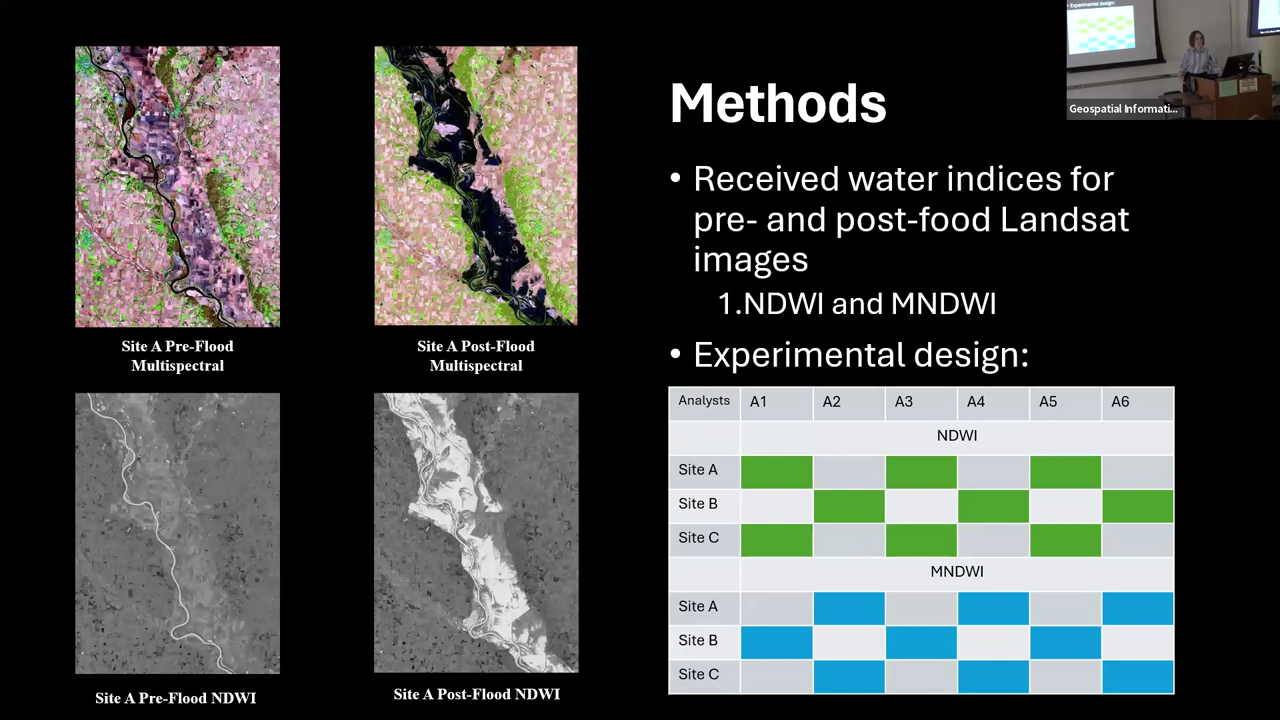 Experimental design:
Geospatial Informati...
Methods
• Received water indices for
pre- and post-food Landsat
images
1.NDWI and MNDWI
• Experimental design:
Analysts A1 A2 A3 A4 A5 A6
NDWI
Site A
Site B
Site C
MNDWI
Site A
Site B
Site C
Site A Pre-Flood
Multispectral
Site A Post-Flood
Multispectral
Site A Pre-Flood NDWI
Site A Post-Flood NDWI